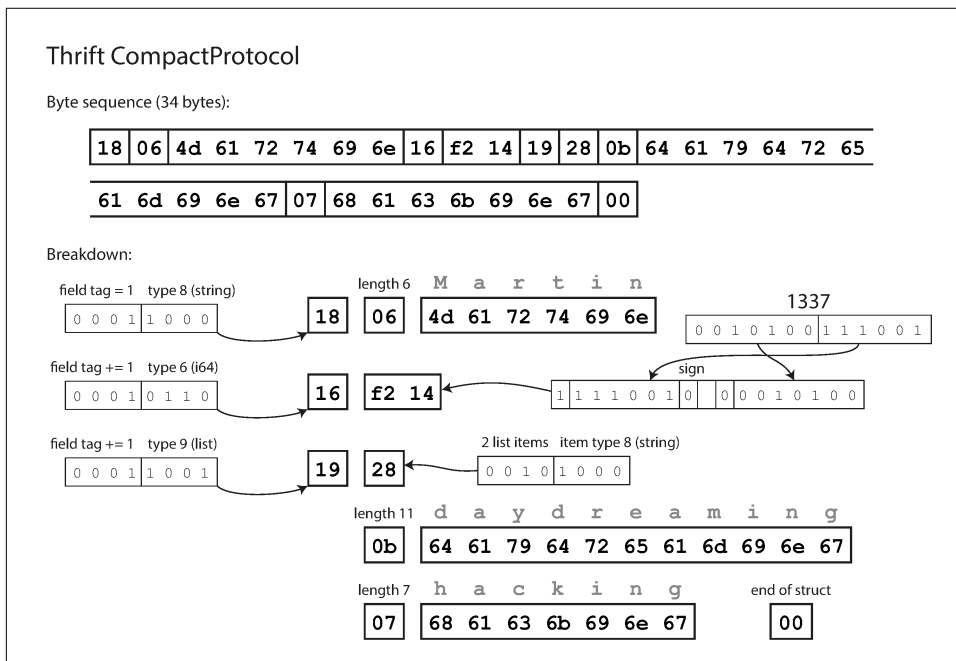 Thrift CompactProtocol
Byte sequence (34 bytes):
18 06 4d 61 72 74 69 6e 16 f2 14 19 28 0b 64 61 79 64 72 65
61 6d 69 6e 67 07 68 61 63 6b 69 6e 67 00
Breakdown:
field tag = 1 type 8 (string)
0 0 0 1 1 0 0 0
18
length 6
06
M a r t i n
4d 61 72 74 69 6e
1337
0 0 1 0 1 0 0 1 1 1 0 0 1
field tag += 1 type 6 (i64)
0 0 0 1 0 1 1 0
16
f2 14
sign
1 1 1 1 0 0 1 0 0 0 0 1 0 1 0 0
field tag += 1 type 9 (list)
0 0 0 1 1 0 0 1
19
28
2 list items item type 8 (string)
0 0 1 0 1 0 0 0
length 11
0b
d a y d r e a m i n g
64 61 79 64 72 65 61 6d 69 6e 67
length 7
07
h a c k i n g
68 61 63 6b 69 6e 67
end of struct
00